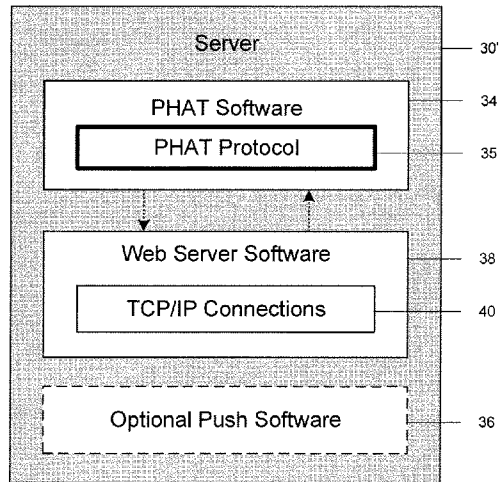 Server
30'
PHAT Software
34
PHAT Protocol
35
Web Server Software
38
TCP/IP Connections
40
Optional Push Software
36